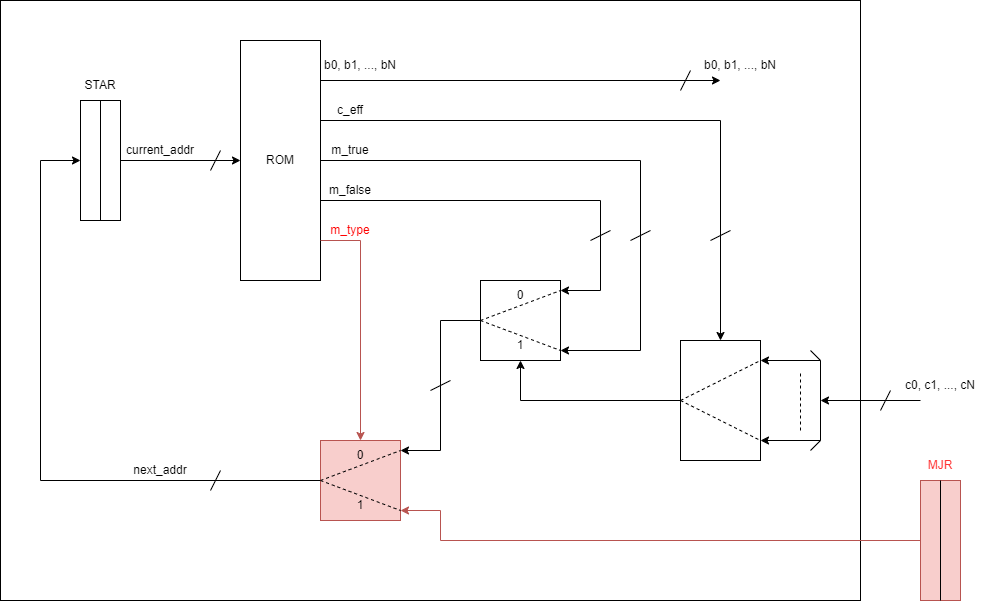 b0, b1, ..., bN
b0, b1, ..., bN
STAR
c_eff
current_addr
m_true
ROM
m_false
m_type
0
1
c0, c1, ..., cN
0
next_addr
MJR
1